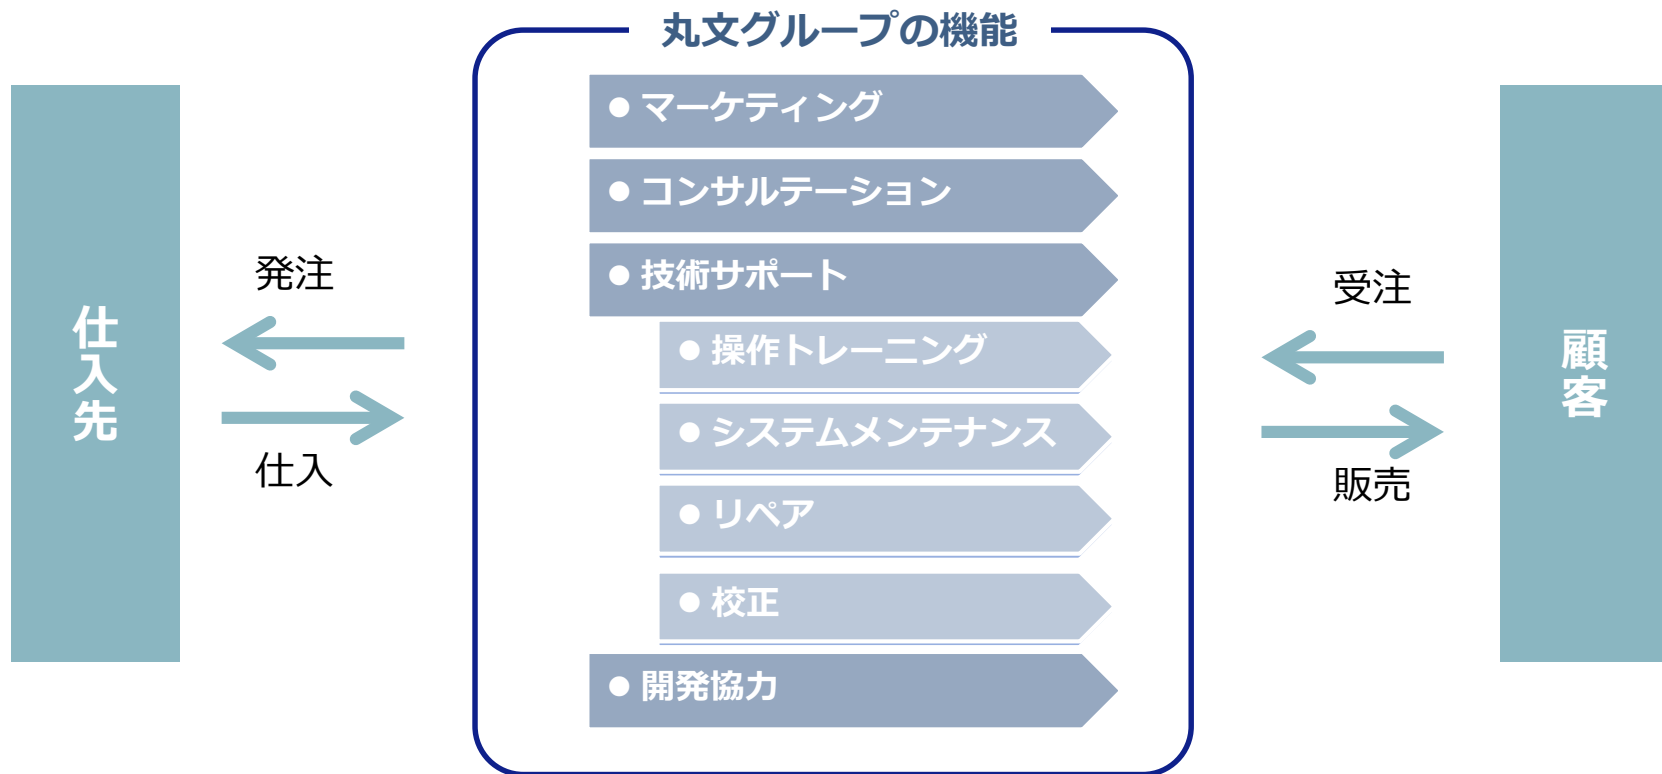 丸文グループの機能
仕入先
発注
仕入
● マーケティング
● コンサルテーション
● 技術サポート
● 操作トレーニング
● システムメンテナンス
● リペア
● 校正
● 開発協力
受注
販売
顧客